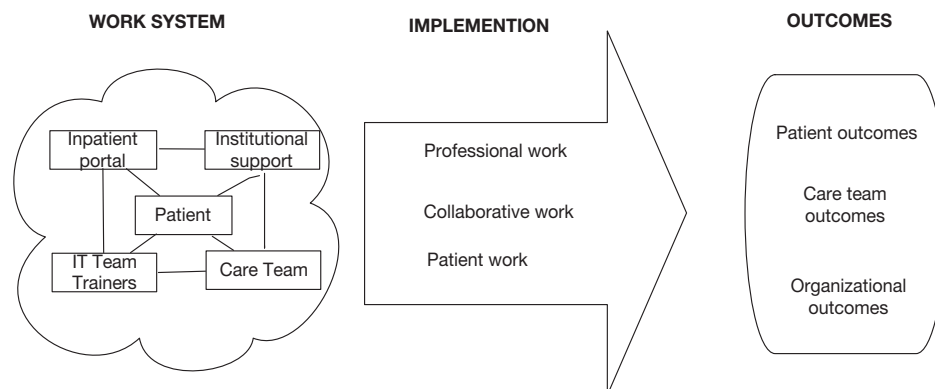 WORK SYSTEM
IMPLEMENTION
OUTCOMES
Inpatient
portal
Institutional
support
Patient
IT Team
Trainers
Care Team
Professional work
Collaborative work
Patient work
Patient outcomes
Care team
outcomes
Organizational
outcomes